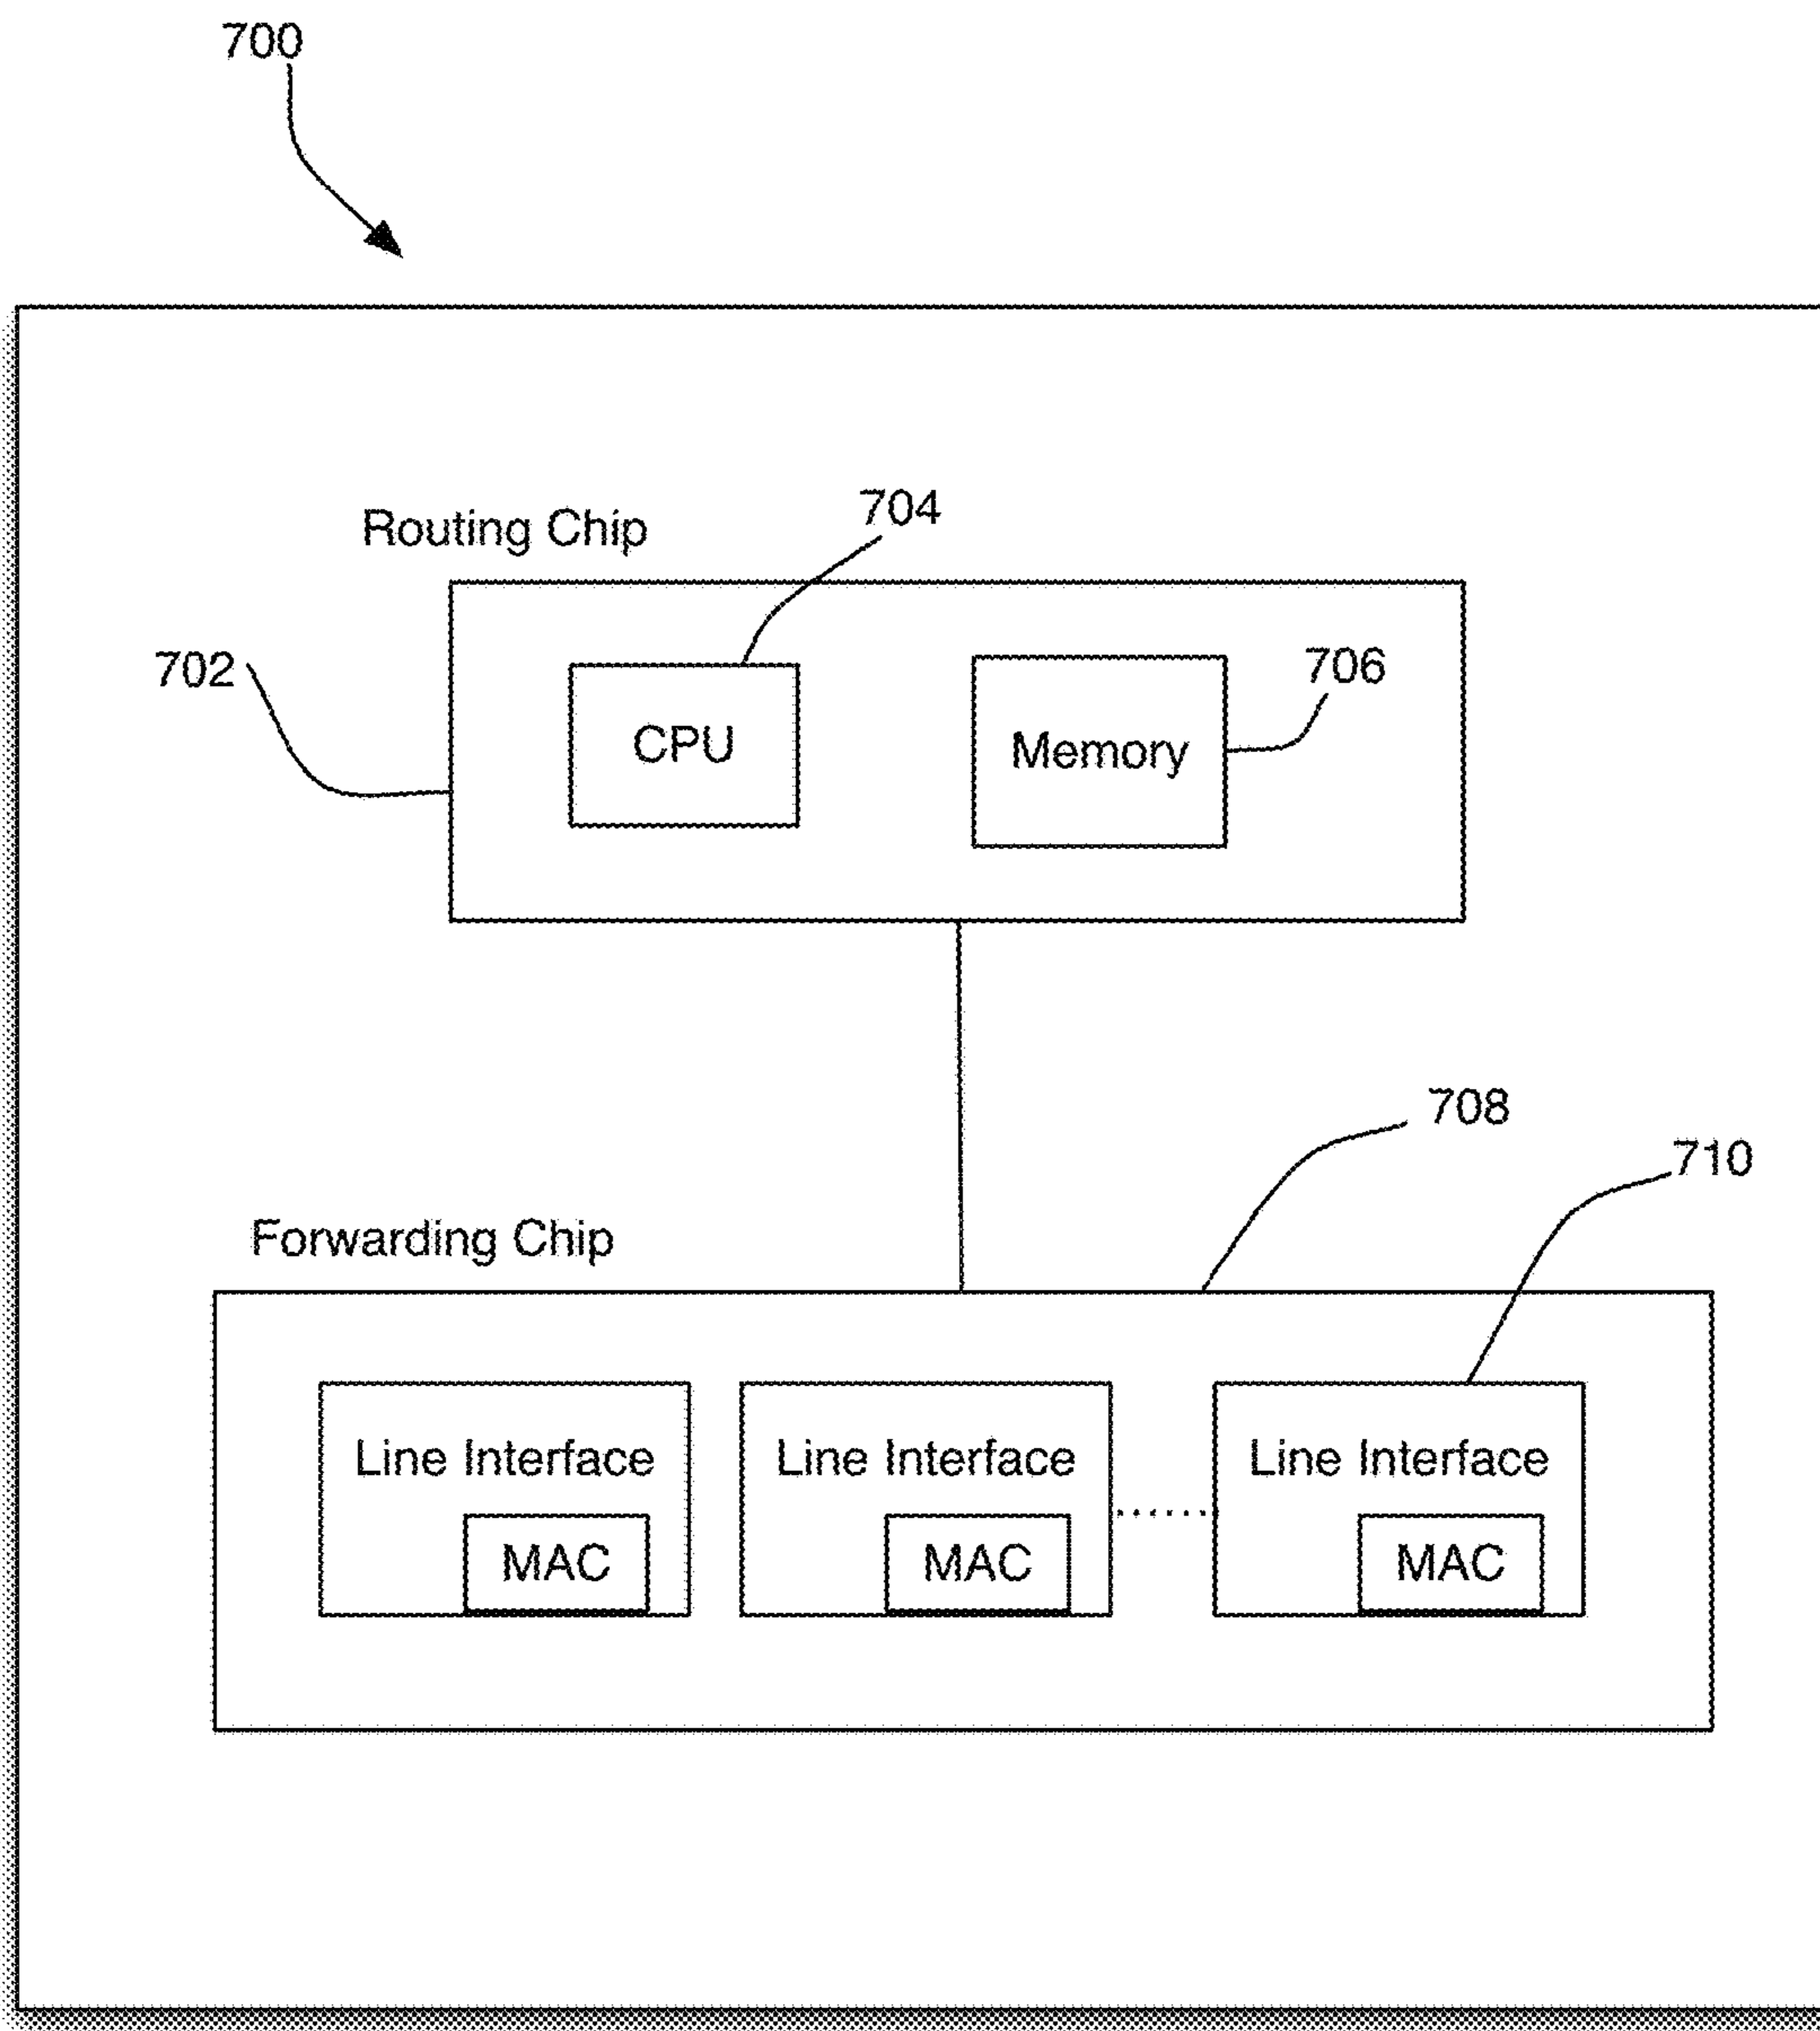 700
Routing Chip
704
702
CPU
Memory
706
708
710
Forwarding Chip
Line Interface
MAC
Line Interface
MAC
Line Interface
MAC